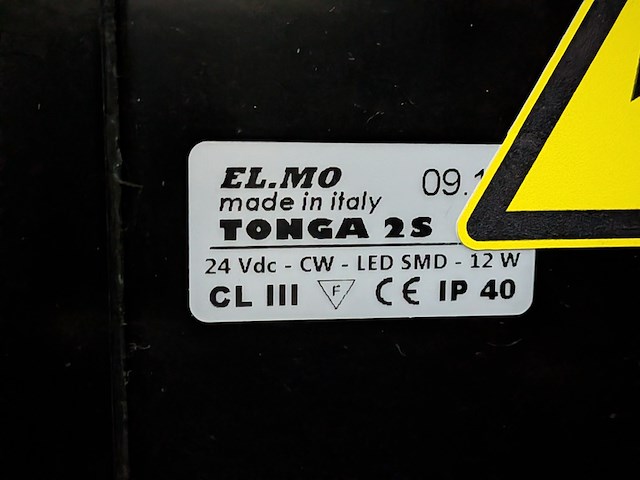 EL.MO
made in italy
TONGA 2S
24 Vdc - CW - LED SMD - 12 W
CL III F CE IP 40